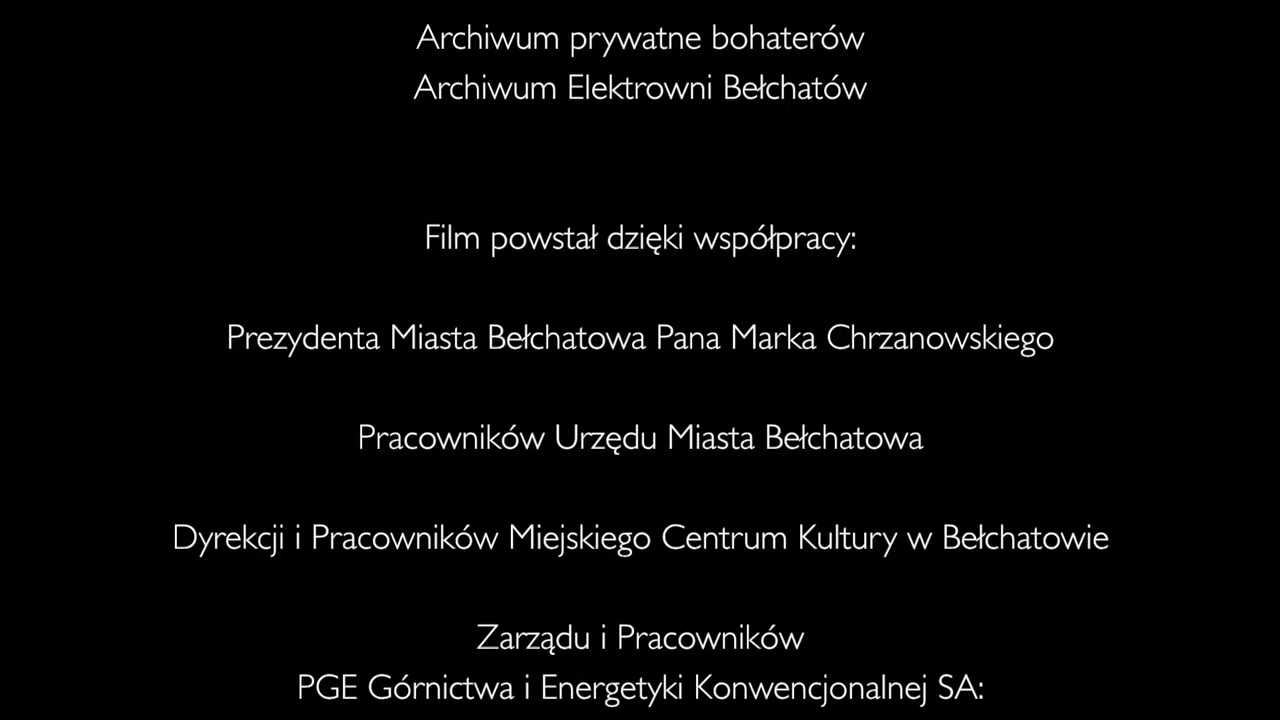 Archiwum prywatne bohaterów
Archiwum Elektrowni Bełchatów
Film powstał dzięki współpracy:
Prezydenta Miasta Bełchatowa Pana Marka Chrzanowskiego
Pracowników Urzędu Miasta Bełchatowa
Dyrekcji i Pracowników Miejskiego Centrum Kultury w Bełchatowie
Zarządu i Pracowników
PGE Górnictwa i Energetyki Konwencjonalnej SA: